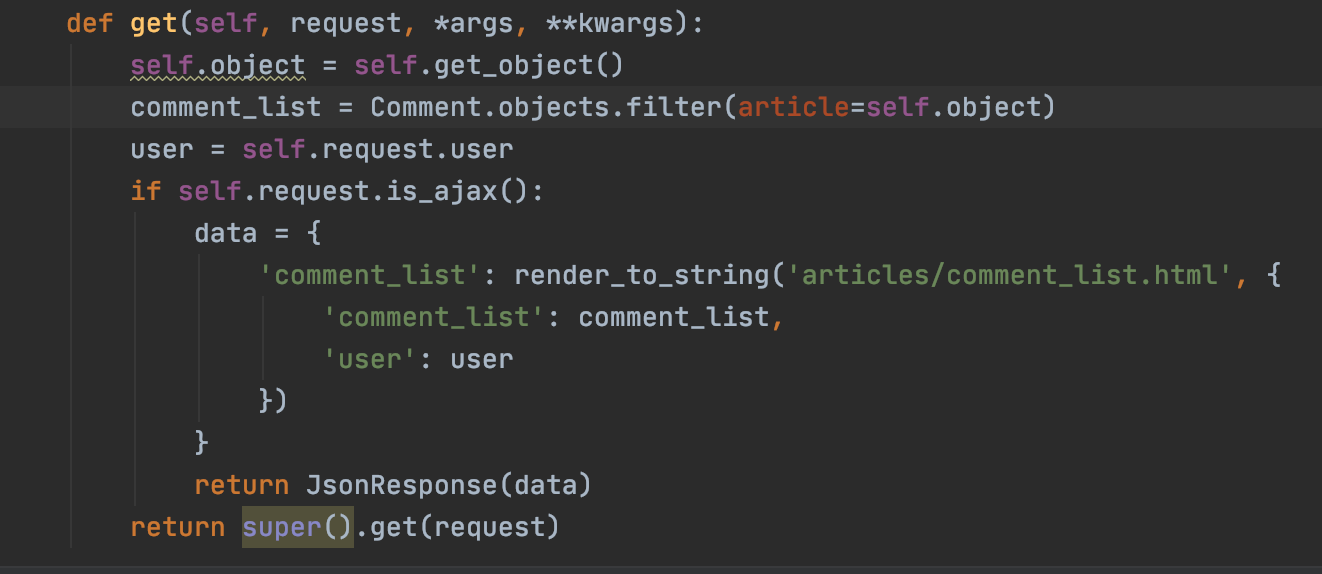 def get(self, request, *args, **kwargs):
    self.object = self.get_object()
    comment_list = Comment.objects.filter(article=self.object)
    user = self.request.user
    if self.request.is_ajax():
        data = {
            'comment_list': render_to_string('articles/comment_list.html', {
                'comment_list': comment_list,
                'user': user
            })
        }
        return JsonResponse(data)
    return super().get(request)